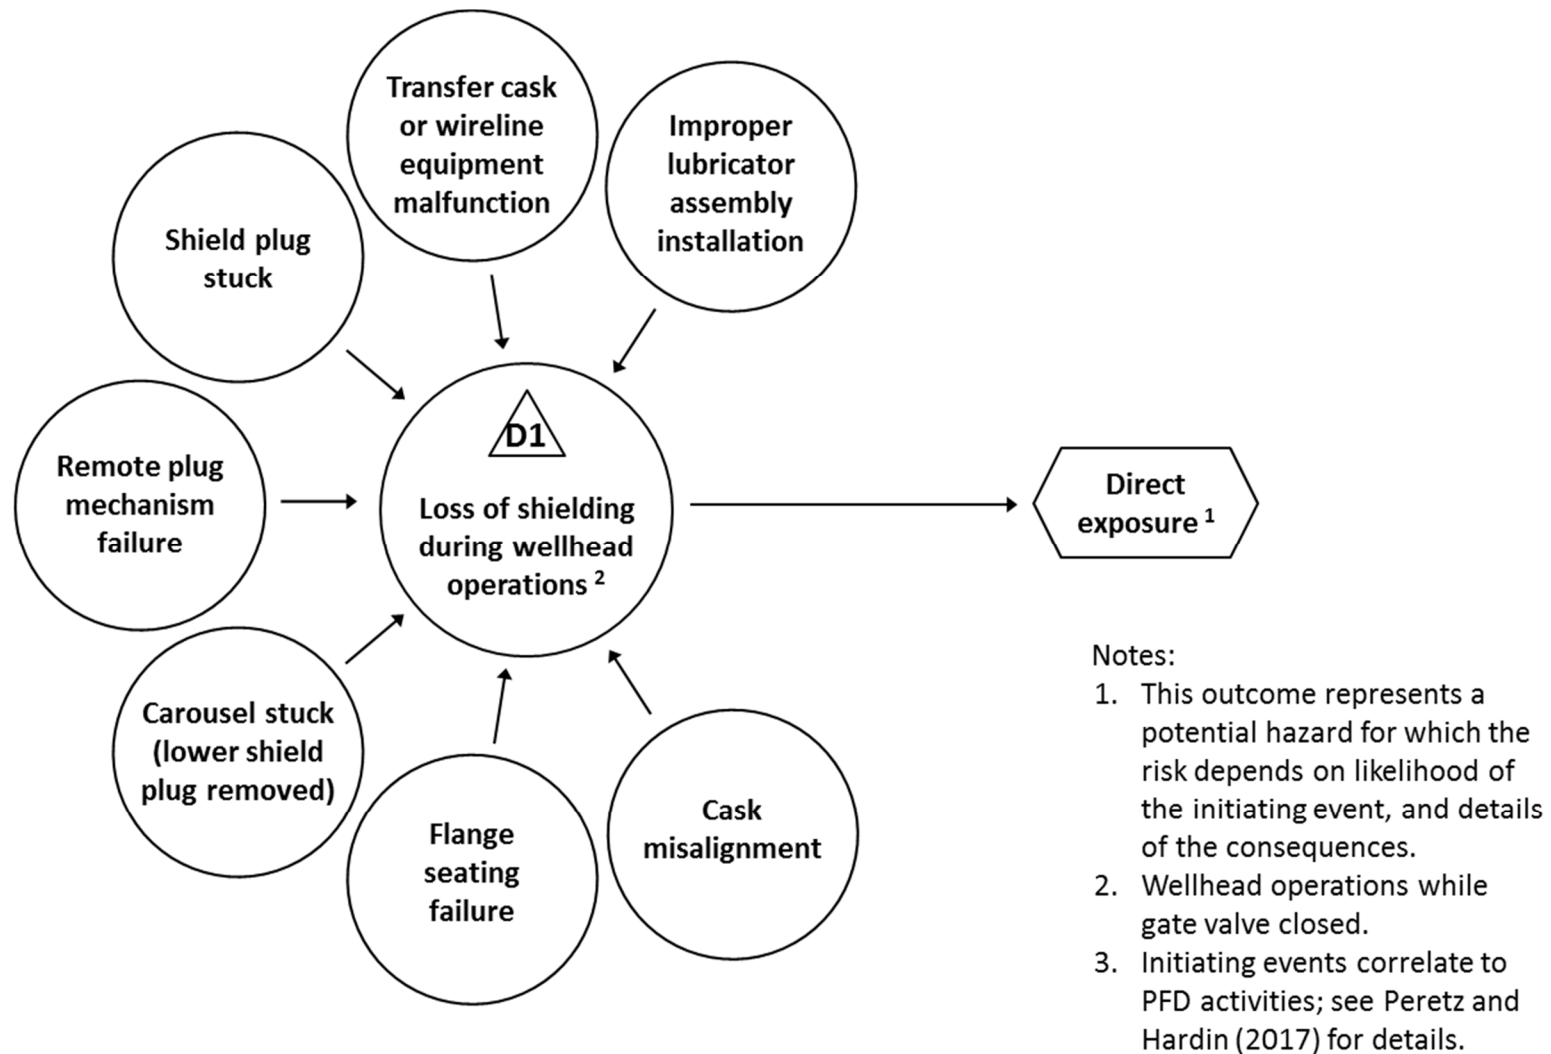 Transfer cask
or wireline
equipment
malfunction
Improper
lubricator
assembly
installation
Shield plug
stuck
Remote plug
mechanism
failure
D1
Loss of shielding
during wellhead
operations 2
Direct
exposure 1
Carousel stuck
(lower shield
plug removed)
Flange
seating
failure
Cask
misalignment
Notes:
1. This outcome represents a
potential hazard for which the
risk depends on likelihood of
the initiating event, and details
of the consequences.
2. Wellhead operations while
gate valve closed.
3. Initiating events correlate to
PFD activities; see Peretz and
Hardin (2017) for details.